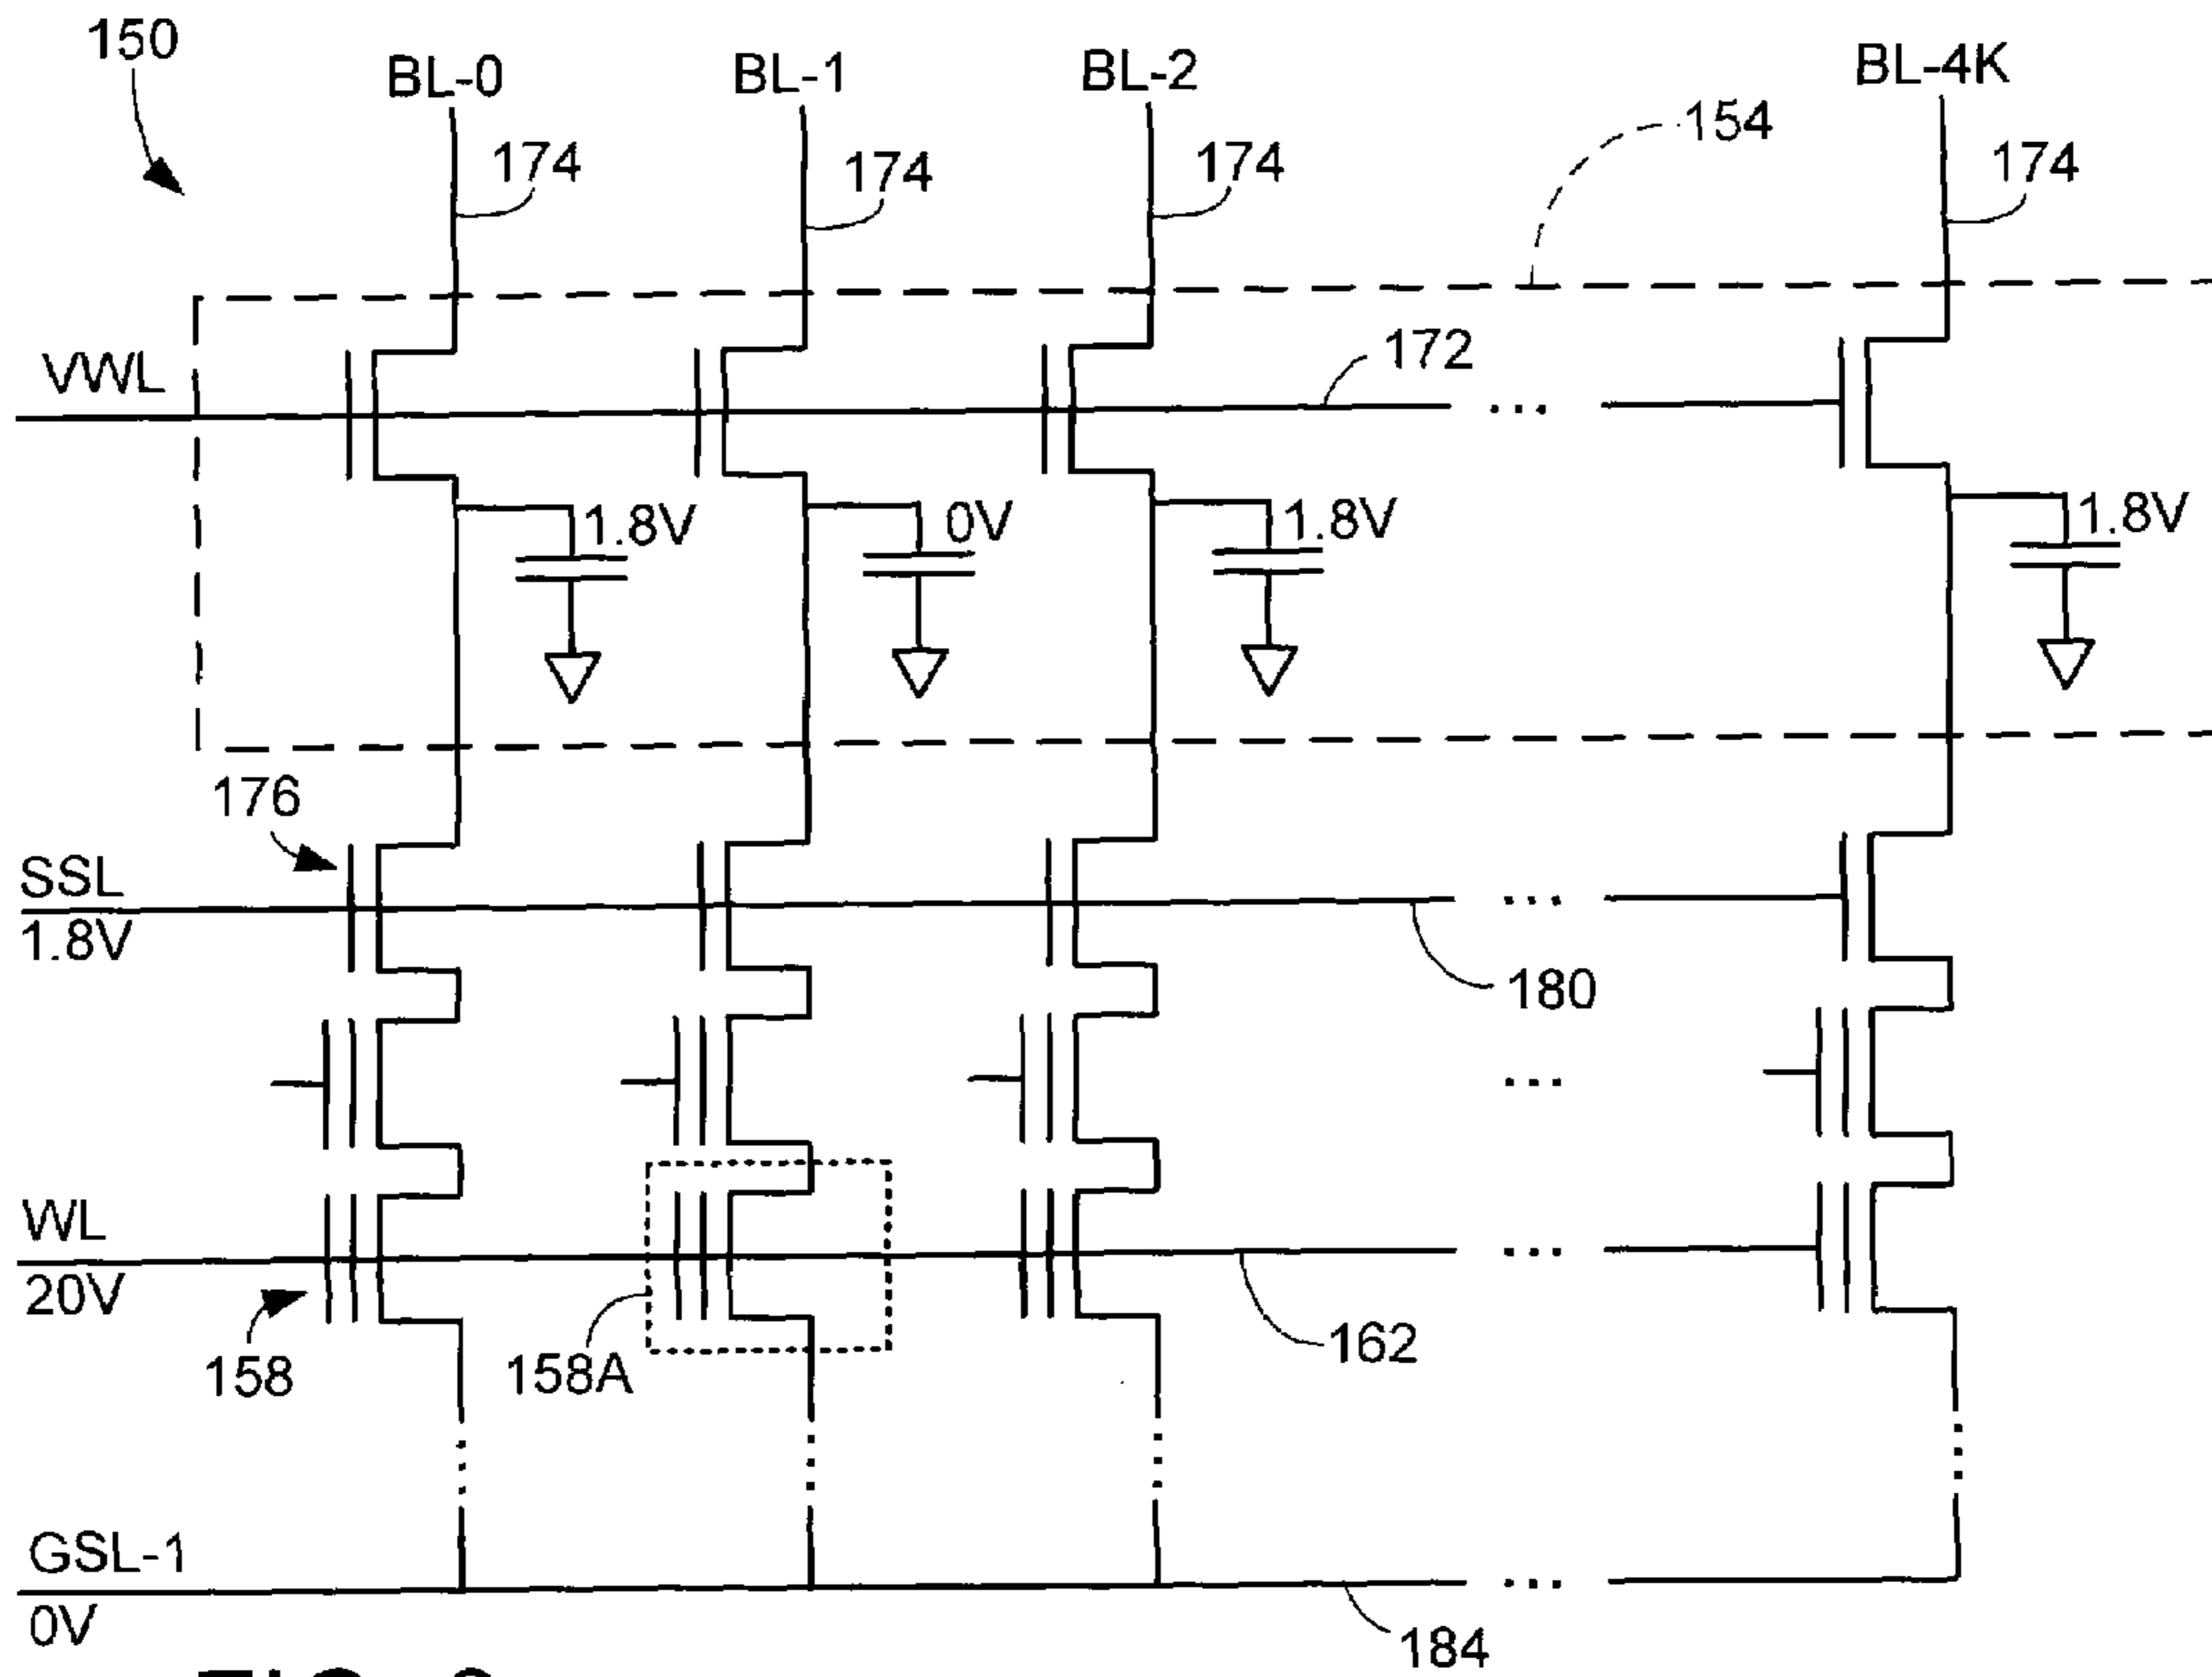 150
BL-0 BL-1 BL-2 BL-4K
174 174 174 154 174
VWL 172
1.8V 0V 1.8V 1.8V
176
SSL
1.8V
180
...
WL
20V
158 158A 162
GSL-1
0V
184